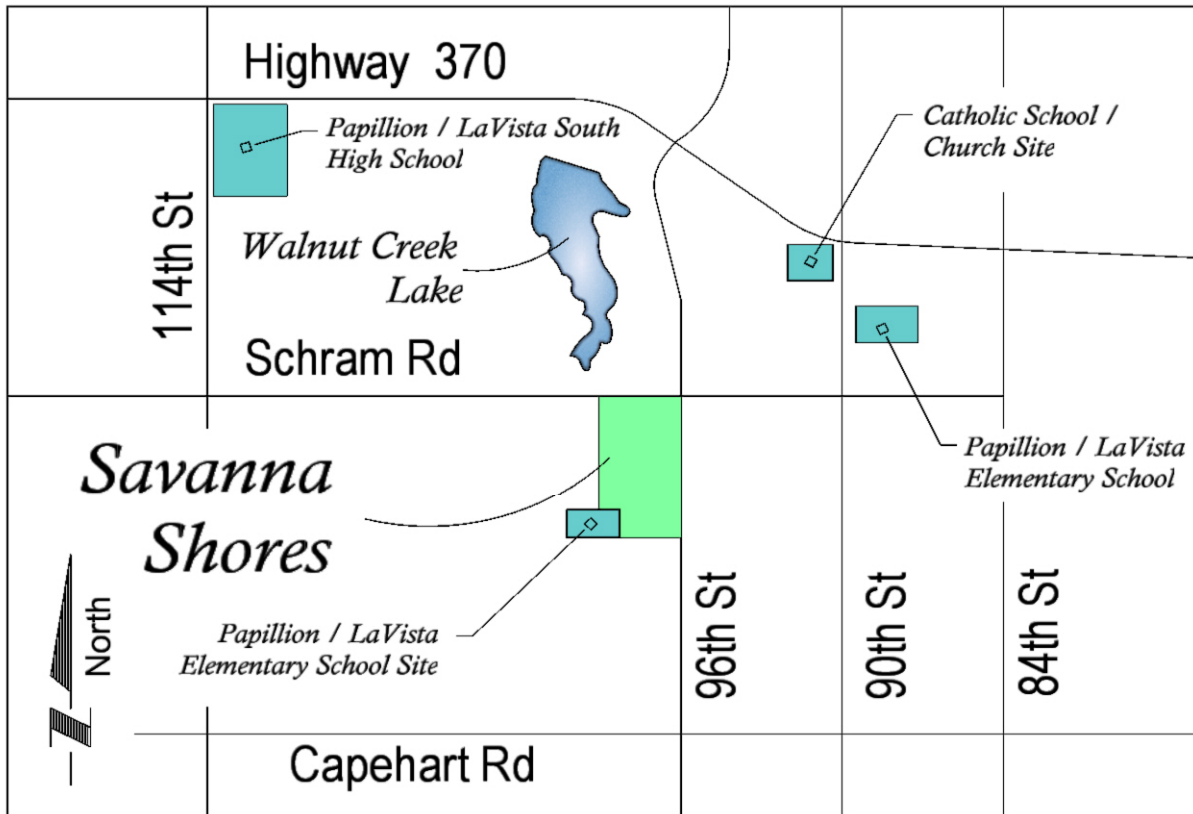 Highway 370
Papillion / LaVista South
High School
Catholic School /
Church Site
114th St
Walnut Creek
Lake
Schram Rd
Savanna
Shores
Papillion / LaVista
Elementary School
North
Papillion / LaVista
Elementary School Site
96th St
90th St
84th St
Capehart Rd